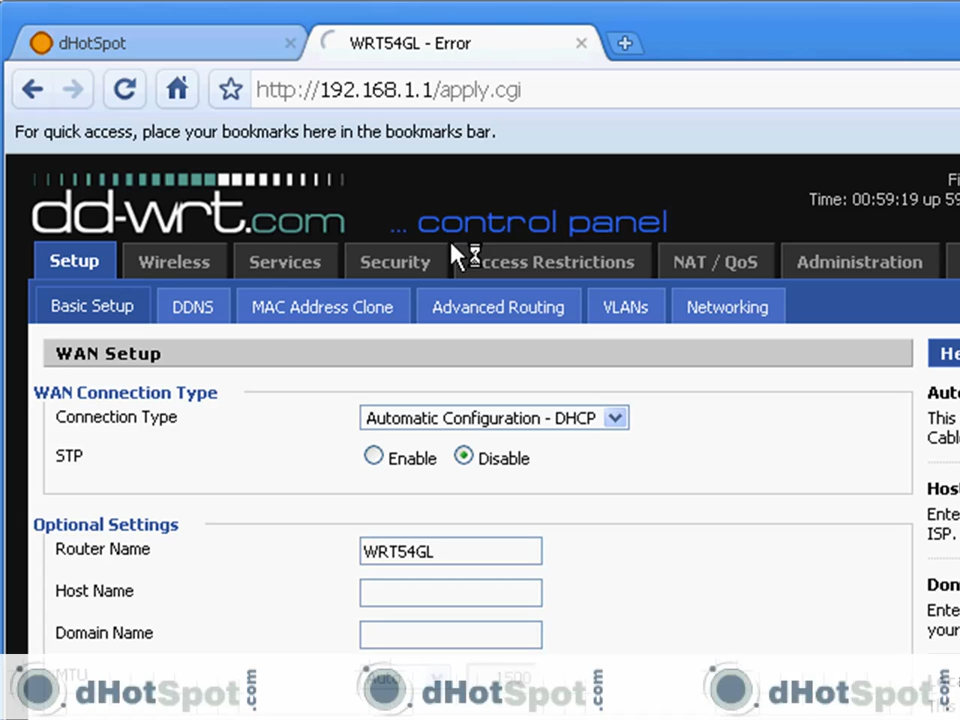 dHotSpot
WRT54GL - Error
http://192.168.1.1/apply.cgi
For quick access, place your bookmarks here in the bookmarks bar.
dd-wrt.com
... control panel
Time: 00:59:19 up
Setup Wireless Services Security Restrictions NAT / QoS Administration
Basic Setup DDNS MAC Address Clone Advanced Routing VLANs Networking
WAN Setup
WAN Connection Type
Connection Type Automatic Configuration - DHCP
STP Enable Disable
Optional Settings
Router Name WRT54GL
Host Name
Domain Name
MTU Auto 1500
This
ISP.
your
dHotSpot.com dHotSpot.com dHotSpot.com